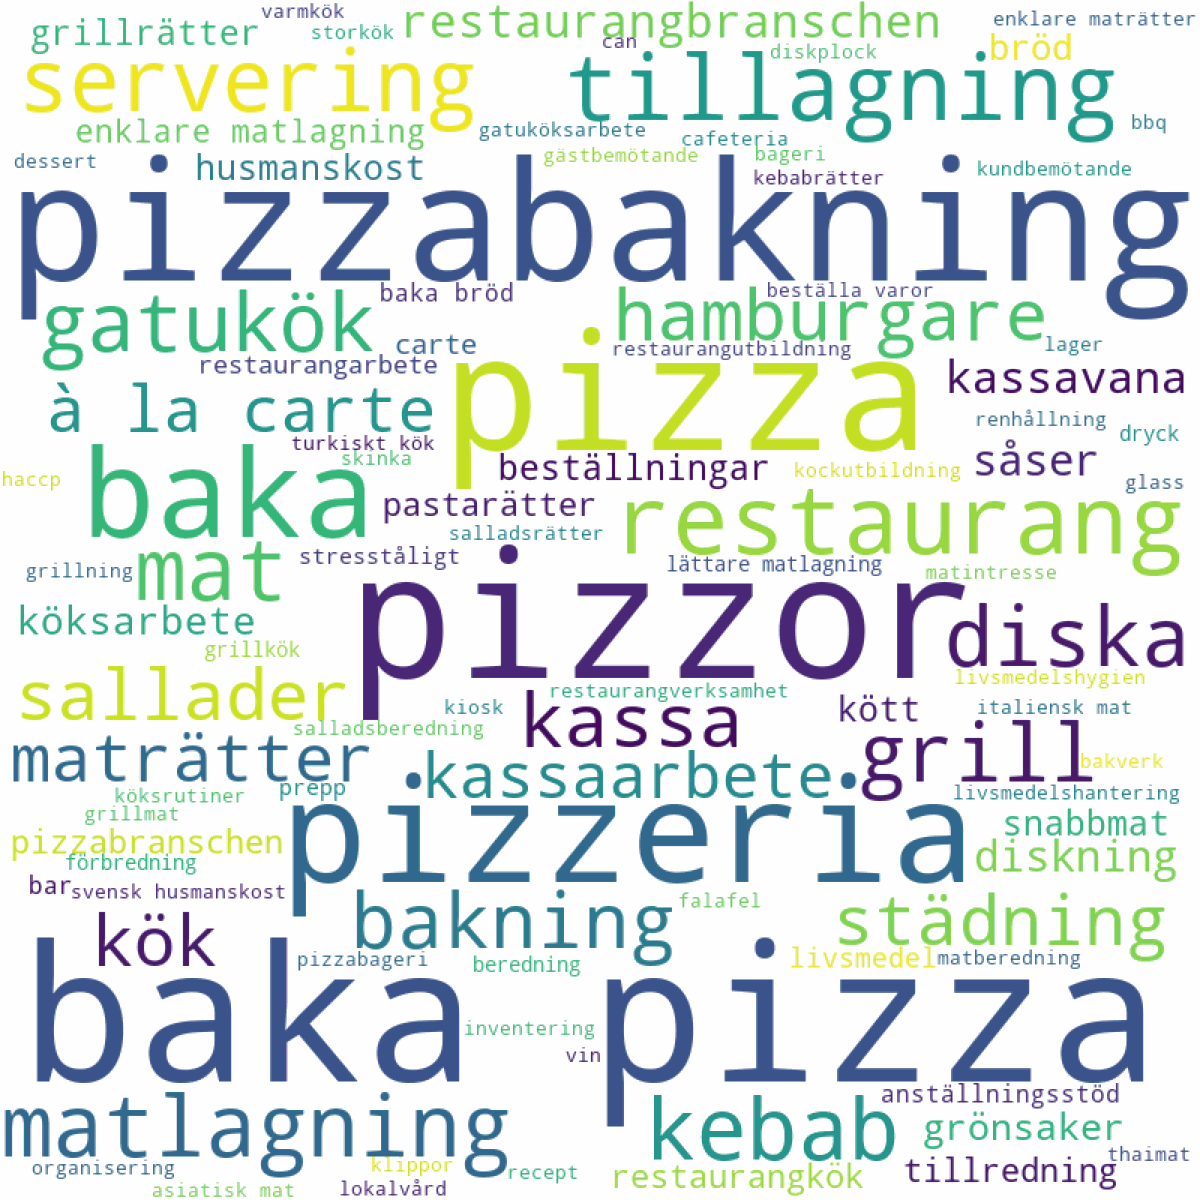 varmkök
restaurangbranschen
enklare maträtter
grillrätter
storkök
can
diskplock
bröd
servering
tillagning
enklare matlagning
gatuköksarbete
cafeteria
bbq
dessert
husmanskost
gästbemötande
bageri
kebabrätter
kundbemötande
pizzabakning
baka bröd
beställa varor
gatukök
hamburgare
carte
restaurangutbildning
lager
restaurangarbete
pizza
kassavana
à la carte
renhållning
dryck
turkiskt kök
skinka
baka
beställningar
kockutbildning
såser
haccp
glass
pastarätter
restaurang
salladsrätter
mat
stresståligt
lättare matlagning
grillning
matintresse
pizzor
köksarbete
diska
grillkök
livsmedelshygien
sallader
restaurangverksamhet
kiosk
kassa
kött
italiensk mat
salladsberedning
maträtter
grill
kassaarbete
bakverk
köksrutiner
prepp
livsmedelshantering
grillmat
pizzeria
snabbmat
pizzabranschen
diskning
förbredning
bar
svensk husmanskost
bakning
falafel
städning
kök
pizzabageri
beredning
livsmedel
matberedning
baka pizza
inventering
vin
anställningsstöd
matlagning
kebab
grönsaker
thaimat
organisering
klippor
recept
restaurangkök
tillredning
asiatisk mat
lokalvård